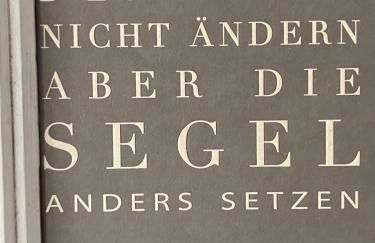 NICHT ÄNDERN
ABER DIE
SEGEL
ANDERS SETZEN